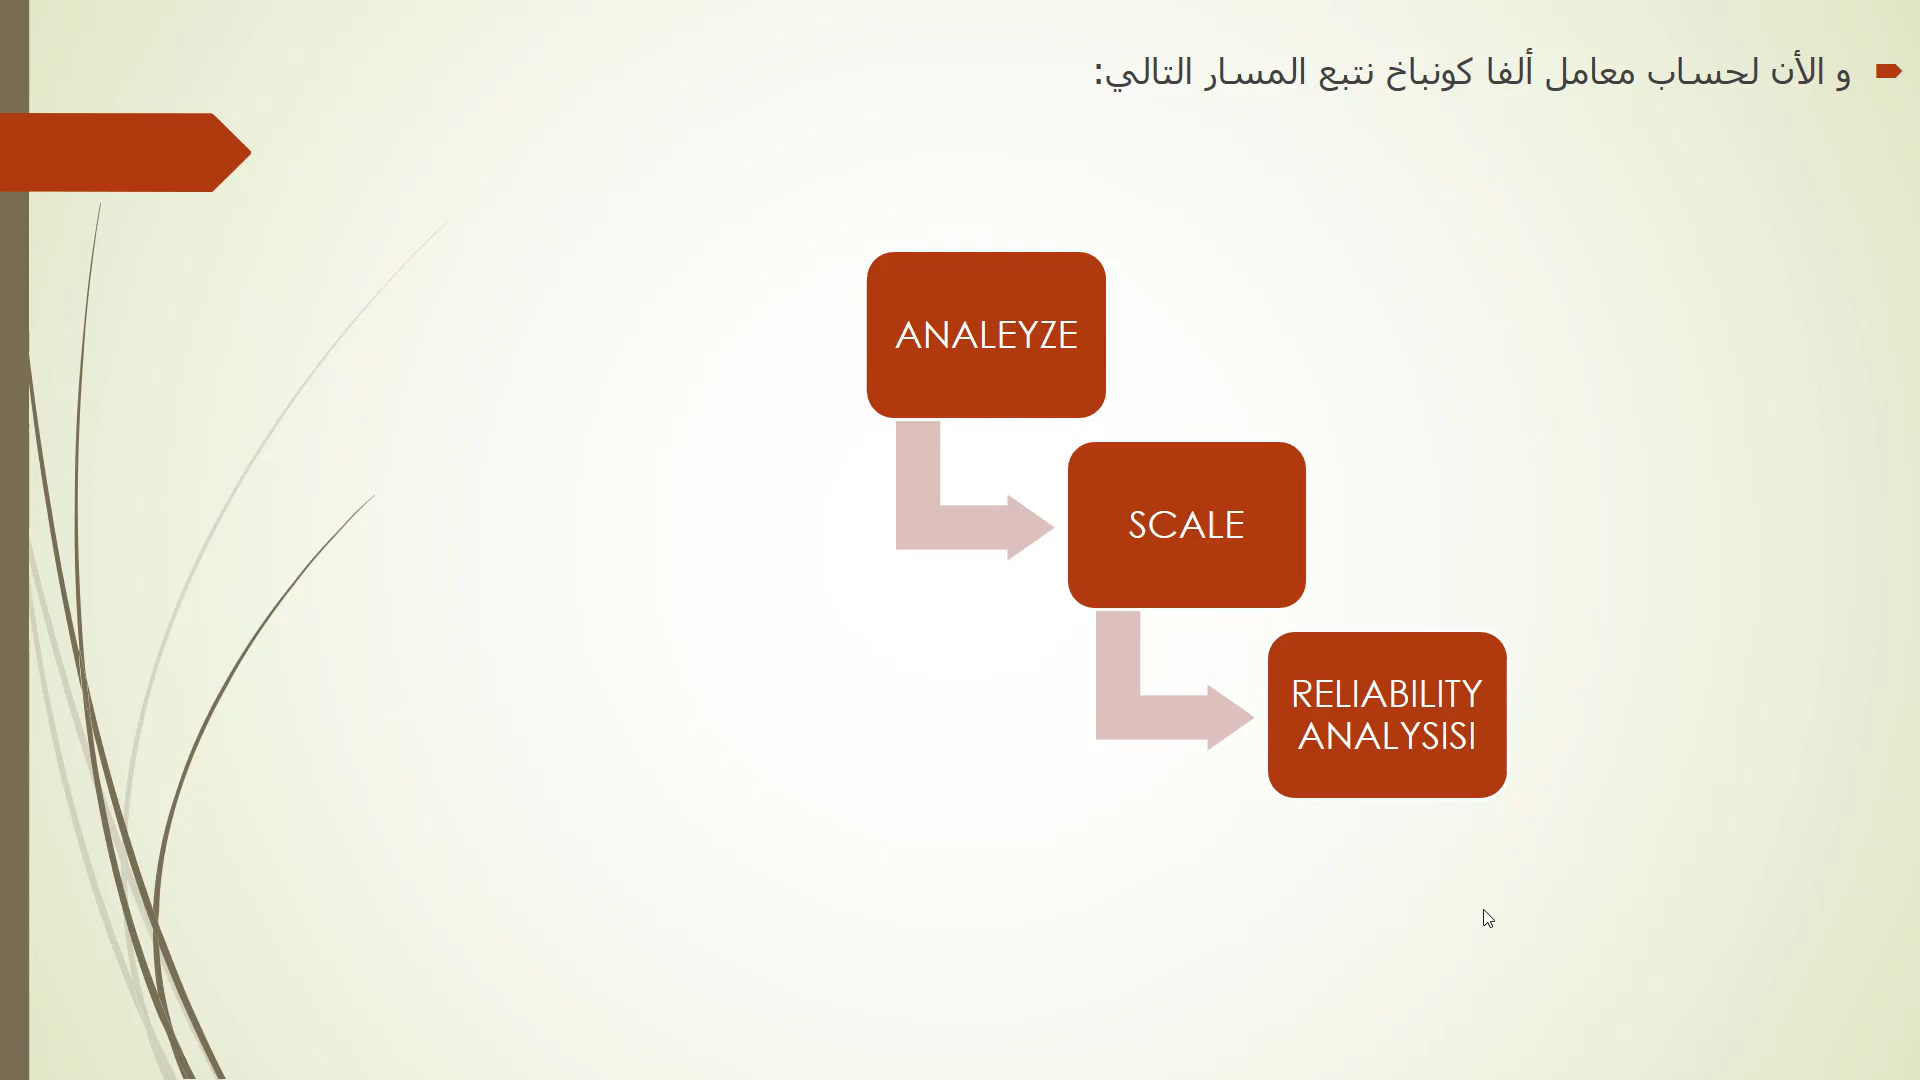 و الأن لحساب معامل ألفا كونباخ نتبع المسار التالي:
ANALEYZE
SCALE
RELIABILITY
ANALYSISI